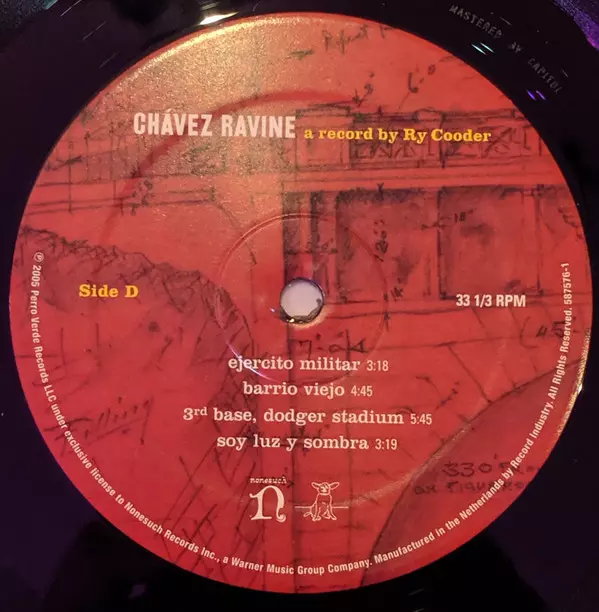 MASTERED BY CAPITOL
CHÁVEZ RAVINE a record by Ry Cooder
Side D
33 1/3 RPM
ejercito militar 3:18
barrio viejo 4:45
3rd base, dodger stadium 5:45
soy luz y sombra 3:19
nonesuch
℗ 2005 Perro Verde Records LLC under exclusive license to Nonesuch Records Inc., a Warner Music Group Company. Manufactured in the Netherlands by Record Industry. All Rights Reserved. 587576-1